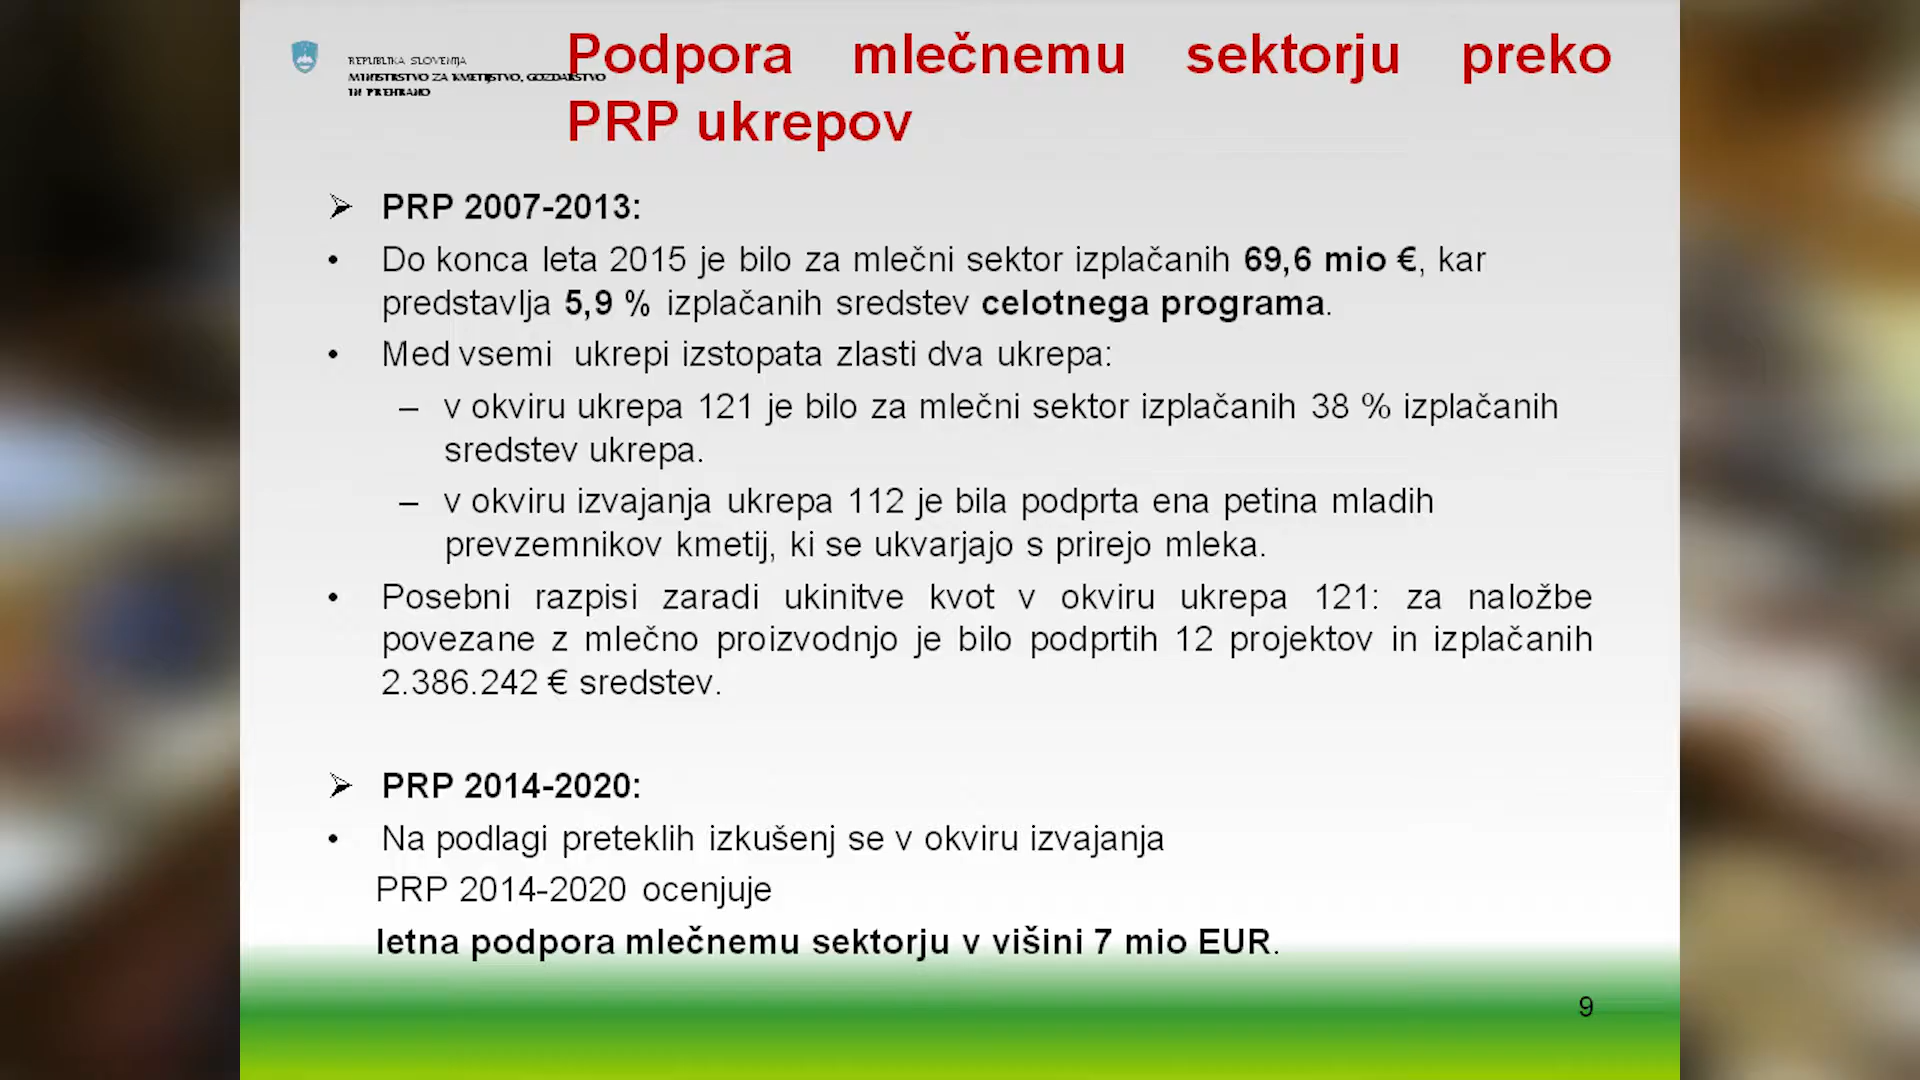 REPUBLIKA SLOVENIJA
MINISTRSTVO ZA KMETIJSTVO, GOZDARSTVO
IN PREHRANO
Podpora mlečnemu sektorju preko
PRP ukrepov
➢ PRP 2007-2013:
• Do konca leta 2015 je bilo za mlečni sektor izplačanih 69,6 mio €, kar
predstavlja 5,9 % izplačanih sredstev celotnega programa.
• Med vsemi ukrepi izstopata zlasti dva ukrepa:
– v okviru ukrepa 121 je bilo za mlečni sektor izplačanih 38 % izplačanih
sredstev ukrepa.
– v okviru izvajanja ukrepa 112 je bila podprta ena petina mladih
prevzemnikov kmetij, ki se ukvarjajo s prirejo mleka.
• Posebni razpisi zaradi ukinitve kvot v okviru ukrepa 121: za naložbe
povezane z mlečno proizvodnjo je bilo podprtih 12 projektov in izplačanih
2.386.242 € sredstev.
➢ PRP 2014-2020:
• Na podlagi preteklih izkušenj se v okviru izvajanja
PRP 2014-2020 ocenjuje
letna podpora mlečnemu sektorju v višini 7 mio EUR.
9